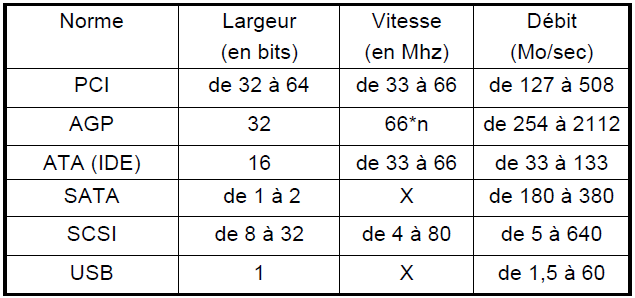 Norme Largeur Vitesse Débit
(en bits) (en Mhz) (Mo/sec)
PCI de 32 à 64 de 33 à 66 de 127 à 508
AGP 32 66*n de 254 à 2112
ATA (IDE) 16 de 33 à 66 de 33 à 133
SATA de 1 à 2 X de 180 à 380
SCSI de 8 à 32 de 4 à 80 de 5 à 640
USB 1 X de 1,5 à 60